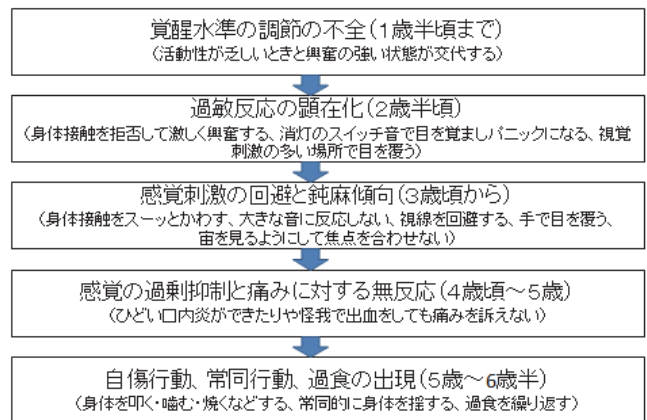 覚醒水準の調節の不全(1歳半頃まで)
(活動性が乏しいときと興奮の強い状態が交代する)
過敏反応の顕在化(2歳半頃)
(身体接触を拒否して激しく興奮する、消灯のスイッチ音で目を覚ましパニックになる、視覚
刺激の多い場所で目を覆う)
感覚刺激の回避と鈍麻傾向(3歳頃から)
(身体接触をスーッとかわす、大きな音に反応しない、視線を回避する、手で目を覆う、
宙を見るようにして焦点を合わせない)
感覚の過剰抑制と痛みに対する無反応(4歳頃~5歳)
(ひどい口内炎ができたりや怪我で出血をしても痛みを訴えない)
自傷行動、常同行動、過食の出現(5歳~6歳半)
(身体を叩く・噛む・焼くなどする、常同的に身体を揺する、過食を繰り返す)